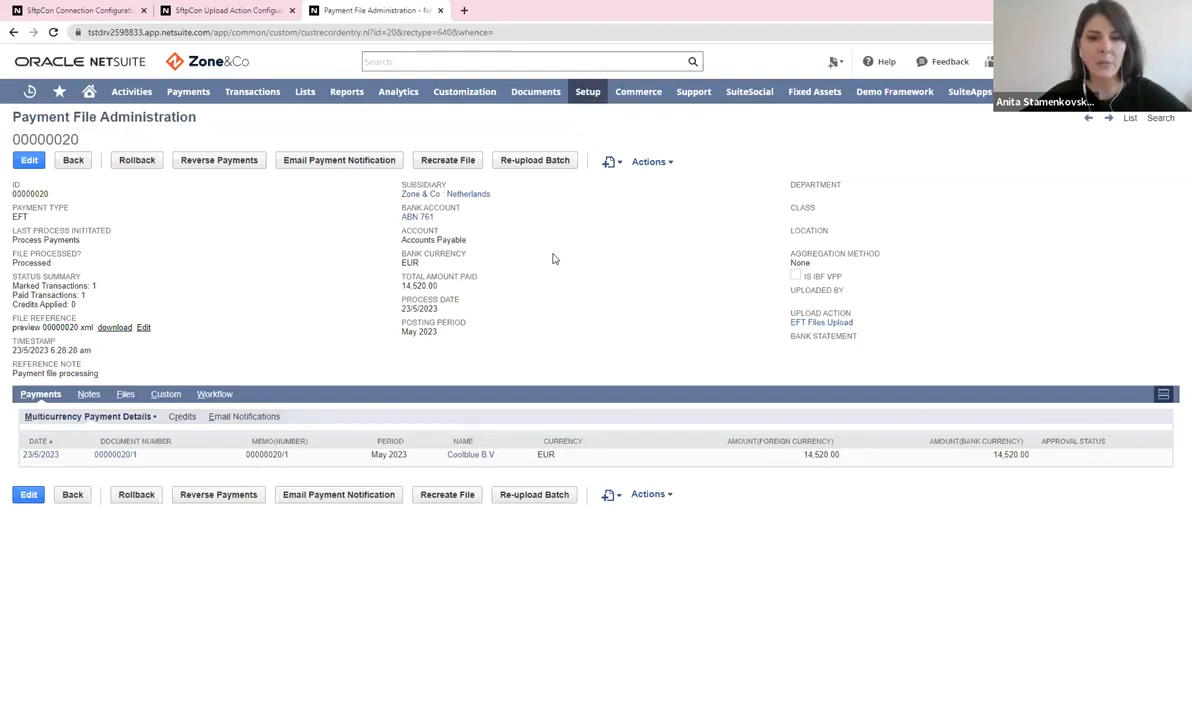 SftpCon Connection Configuratio
SftpCon Upload Action Configur
Payment File Administration - Ne
tstdrv2598833.app.netsuite.com/app/common/custom/custrecordentry.nl?id=20&rectype=640&whence=
ORACLE NETSUITE
Zone&Co
Search
Help
Feedback
Activities Payments Transactions Lists Reports Analytics Customization Documents Setup Commerce Support SuiteSocial Fixed Assets Demo Framework SuiteApps
Anita Stamenkovsk...
Payment File Administration
List Search
00000020
Edit Back Rollback Reverse Payments Email Payment Notification Recreate File Re-upload Batch Actions
ID
00000020
PAYMENT TYPE
EFT
LAST PROCESS INITITATED
Process Payments
FILE PROCESSED?
Processed
STATUS SUMMARY
Marked Transactions: 1
Paid Transactions: 1
Credits Applied: 0
FILE REFERENCE
preview 00000020.xml download Edit
TIMESTAMP
23/5/2023 6:28:28 am
REFERENCE NOTE
Payment file processing
SUBSIDIARY
Zone & Co : Netherlands
BANK ACCOUNT
ABN 761
ACCOUNT
Accounts Payable
BANK CURRENCY
EUR
TOTAL AMOUNT PAID
14,520.00
PROCESS DATE
23/5/2023
POSTING PERIOD
May 2023
DEPARTMENT
CLASS
LOCATION
AGGREGATION METHOD
None
IS IBF VPP
UPLOADED BY
UPLOAD ACTION
EFT Files Upload
BANK STATEMENT
Payments Notes Files Custom Workflow
Multicurrency Payment Details • Credits Email Notifications
DATE DOCUMENT NUMBER MEMO(NUMBER) PERIOD NAME CURRENCY AMOUNT(FOREIGN CURRENCY) AMOUNT(BANK CURRENCY) APPROVAL STATUS
23/5/2023 00000020/1 00000020/1 May 2023 Coolblue B.V EUR 14,520.00 14,520.00
Edit Back Rollback Reverse Payments Email Payment Notification Recreate File Re-upload Batch Actions